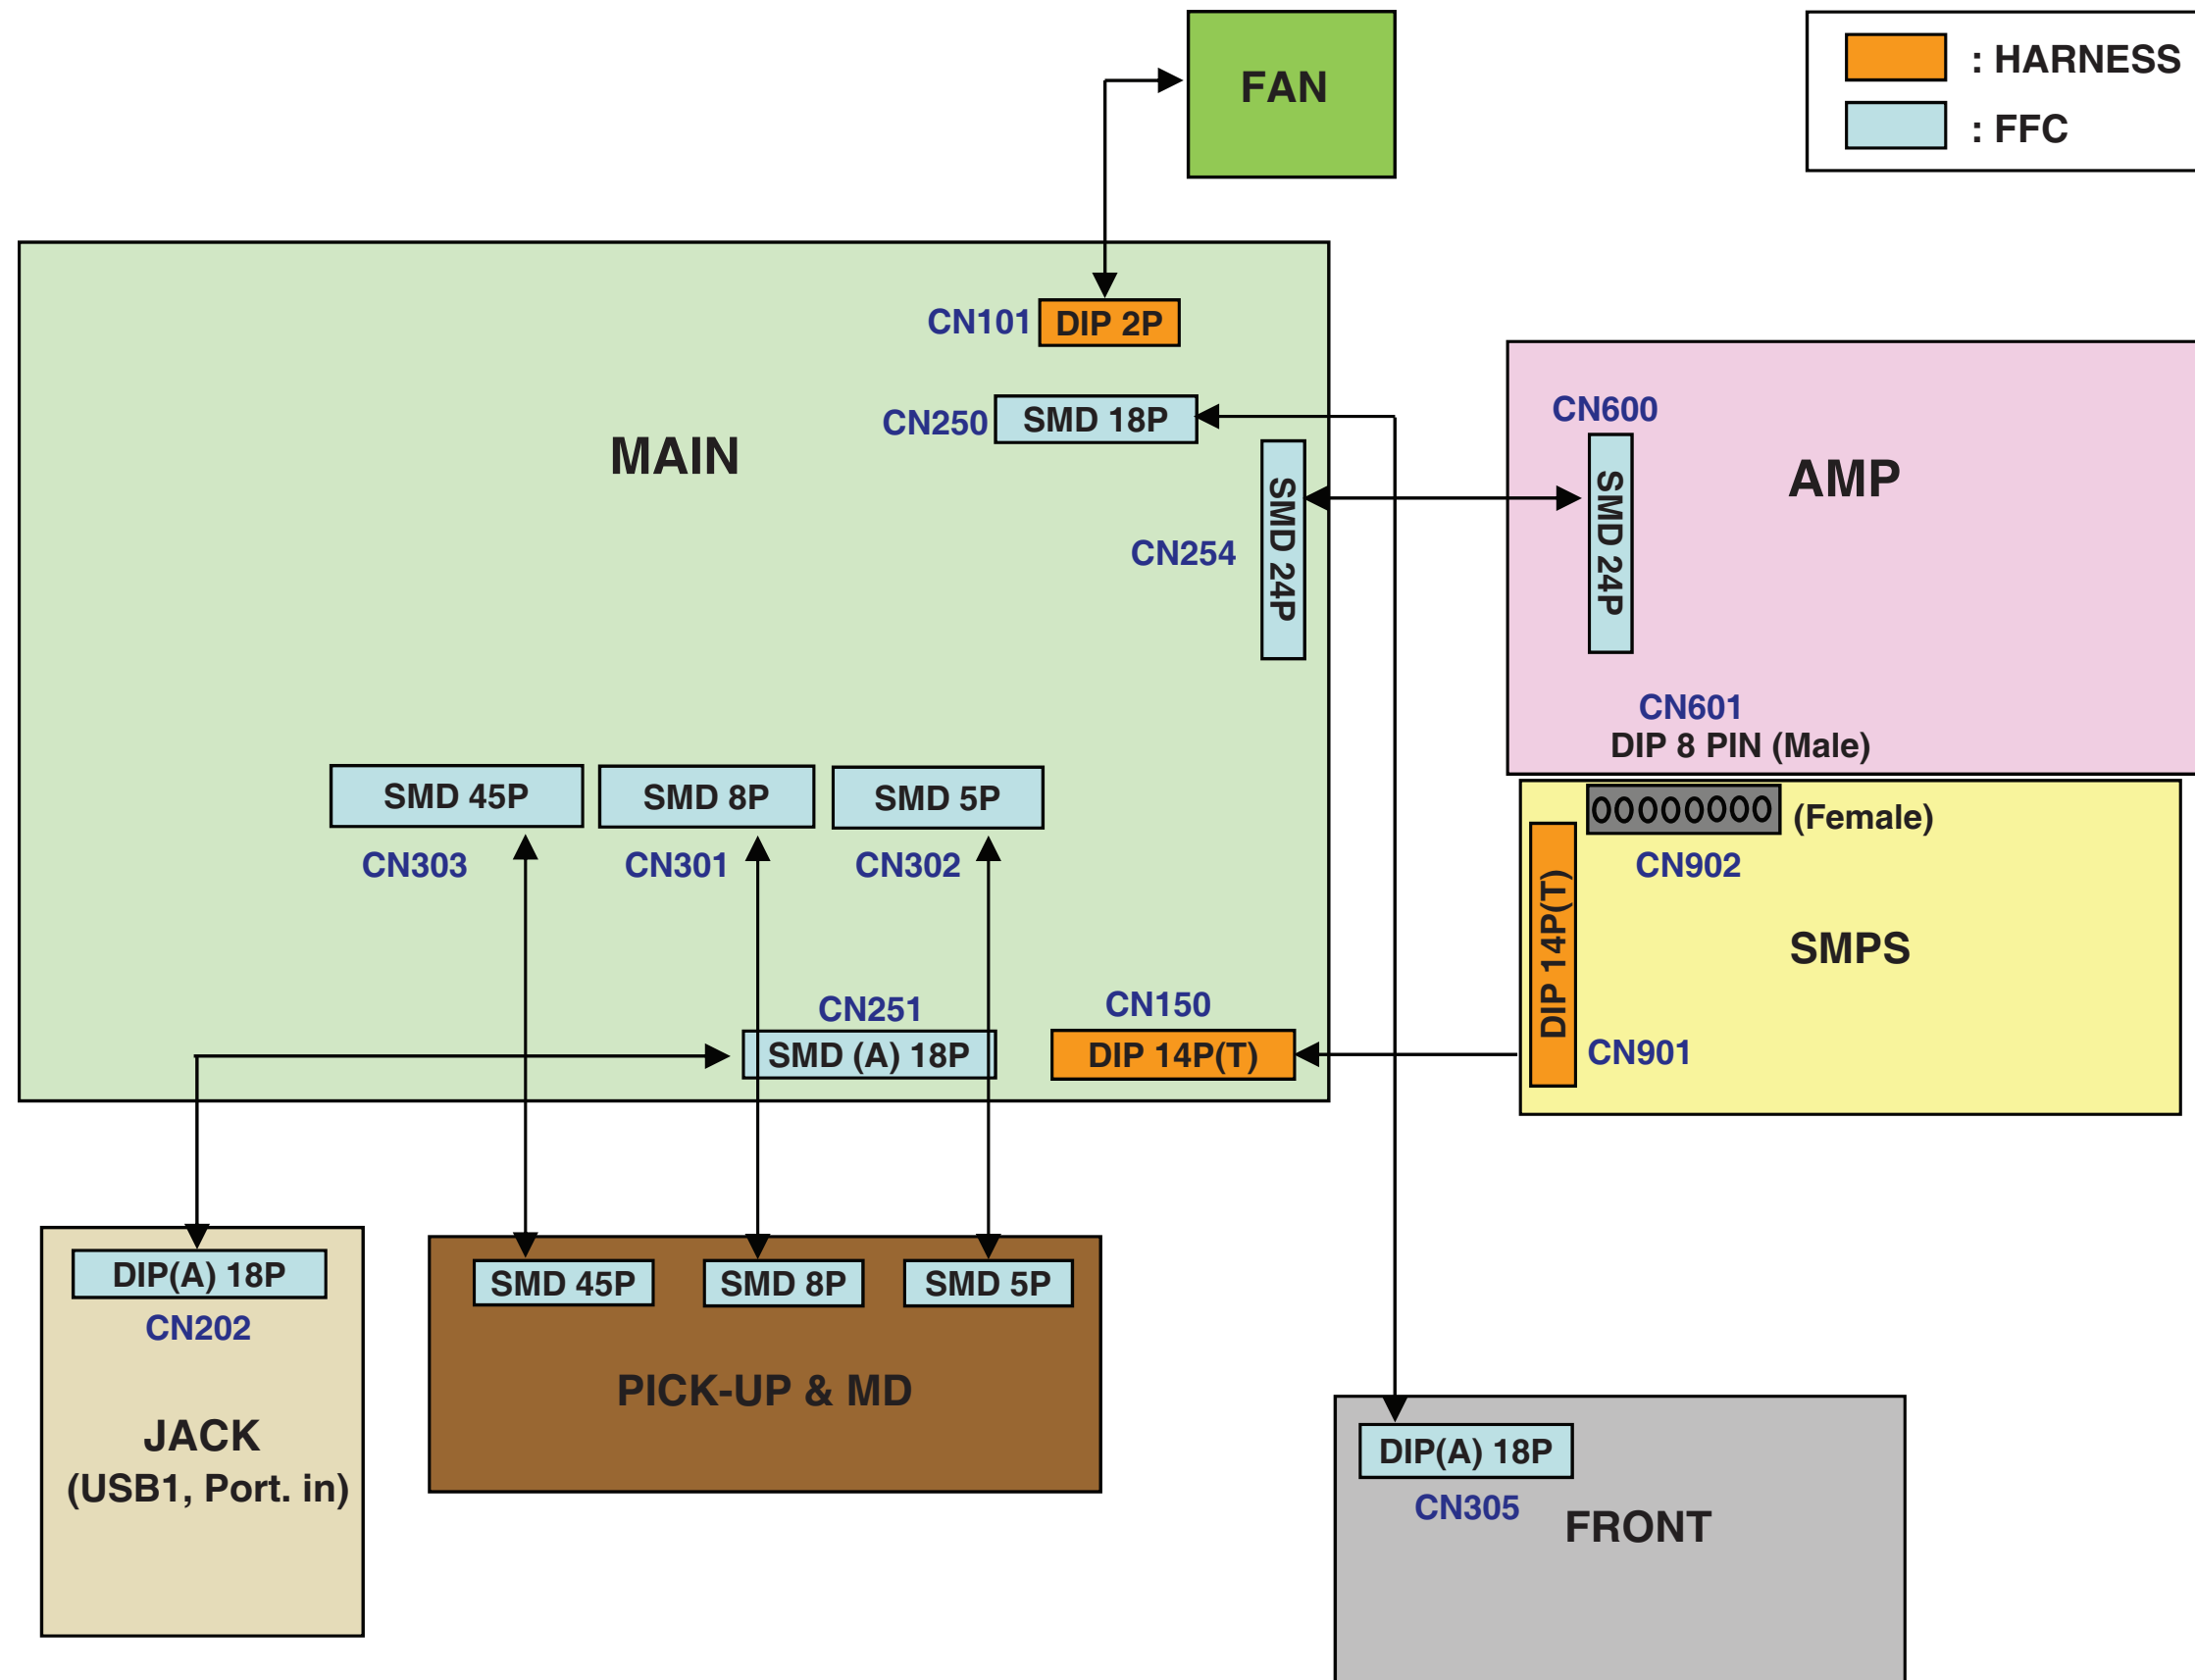 FAN
: HARNESS
: FFC
CN101
DIP 2P
CN250
SMD 18P
MAIN
CN254
SMD 24P
CN600
SMD 24P
AMP
CN601
DIP 8 PIN (Male)
(Female)
CN902
DIP 14P(T)
SMPS
CN901
SMD 45P
SMD 8P
SMD 5P
CN303
CN301
CN302
CN251
SMD (A) 18P
CN150
DIP 14P(T)
DIP(A) 18P
CN202
JACK
(USB1, Port. in)
SMD 45P
SMD 8P
SMD 5P
PICK-UP & MD
DIP(A) 18P
CN305
FRONT